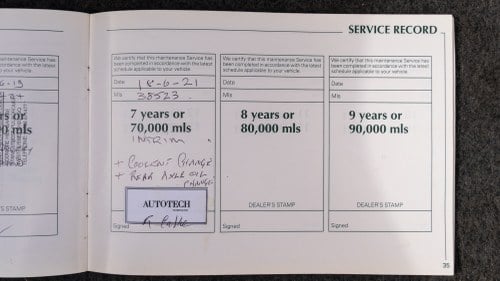 SERVICE RECORD
We certify that this maintenance Service has
been completed in accordance with the latest
schedule applicable to your vehicle.
Date 18-6-21
Mls 38523
7 years or
70,000 mls
INTRIM
+ COOLENT CHANGE
+ REAR AXLE OIL
CHANGE
AUTOTECH
Signed
We certify that this maintenance Service has
been completed in accordance with the latest
schedule applicable to your vehicle.
Date
Mls
8 years or
80,000 mls
DEALER'S STAMP
Signed
We certify that this maintenance Service has
been completed in accordance with the latest
schedule applicable to your vehicle.
Date
Mls
9 years or
90,000 mls
DEALER'S STAMP
Signed
35